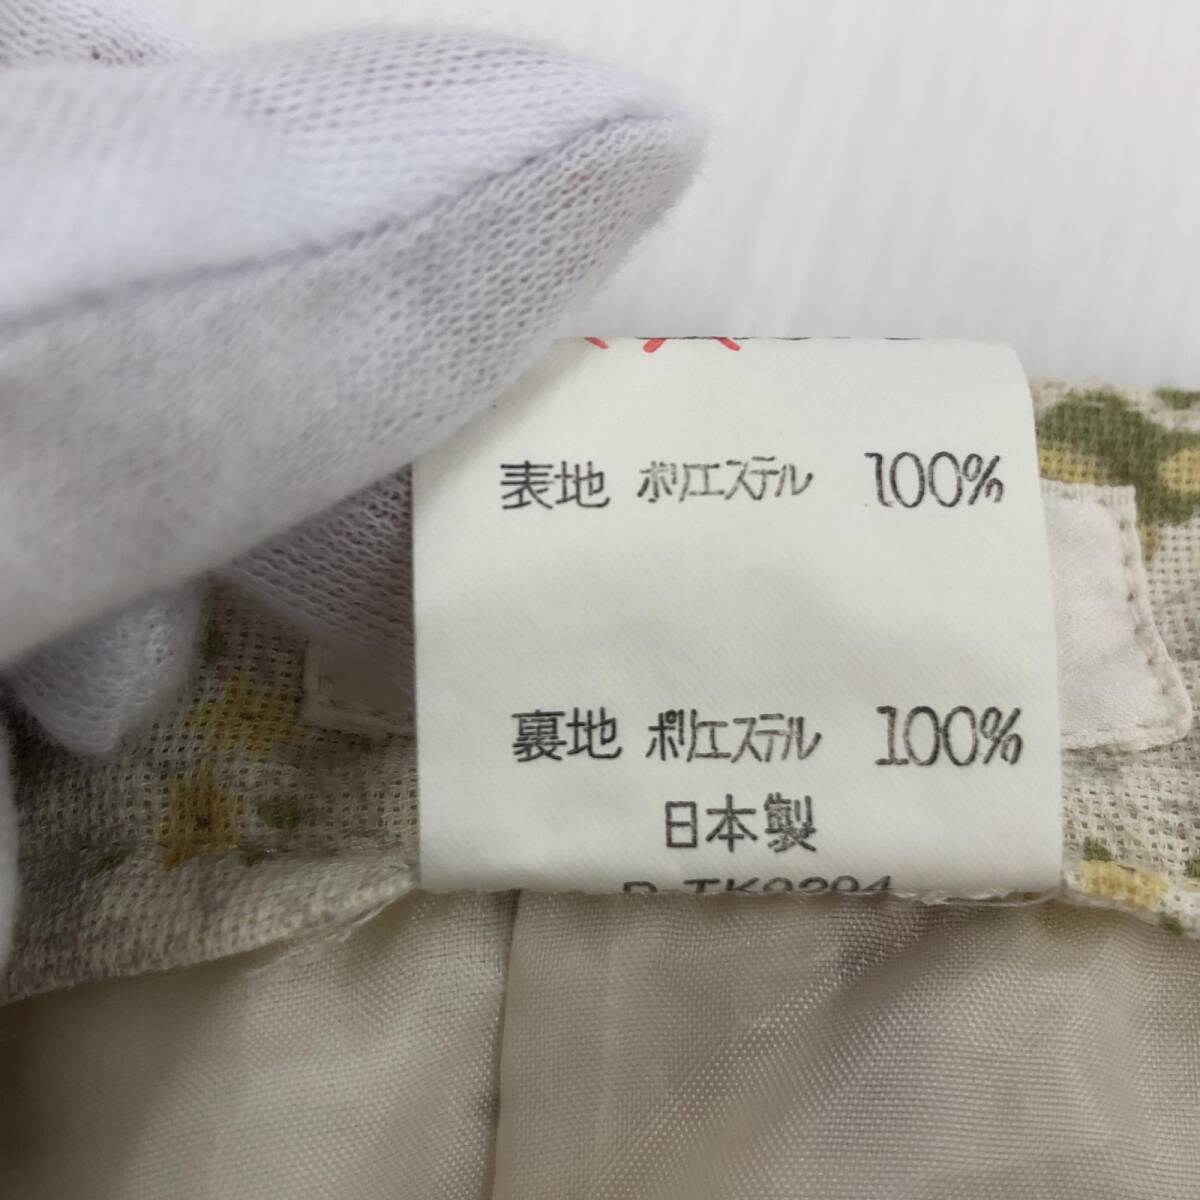 表地 ポリエステル 100%
裏地 ポリエステル 100%
日本製